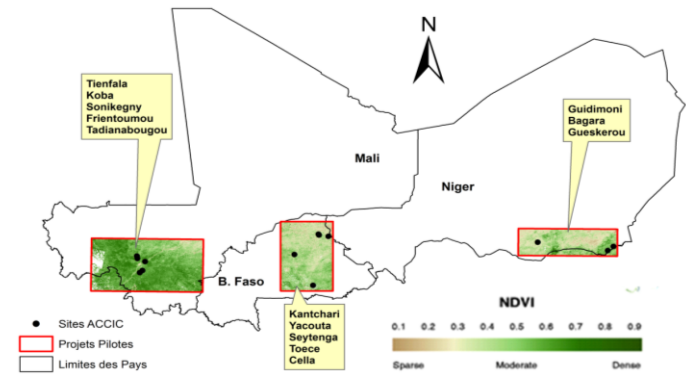 N
Tienfala
Koba
Sonikegny
Frientoumou
Tadianabougou
Guidimoni
Bagara
Gueskerou
Mali
Niger
B. Faso
Kantchari
Yacouta
Seytenga
Toece
Cella
Sites ACCIC
Projets Pilotes
Limites des Pays
NDVI
0.1 0.2 0.3 0.4 0.5 0.6 0.7 0.8 0.9
Sparse Moderate Dense